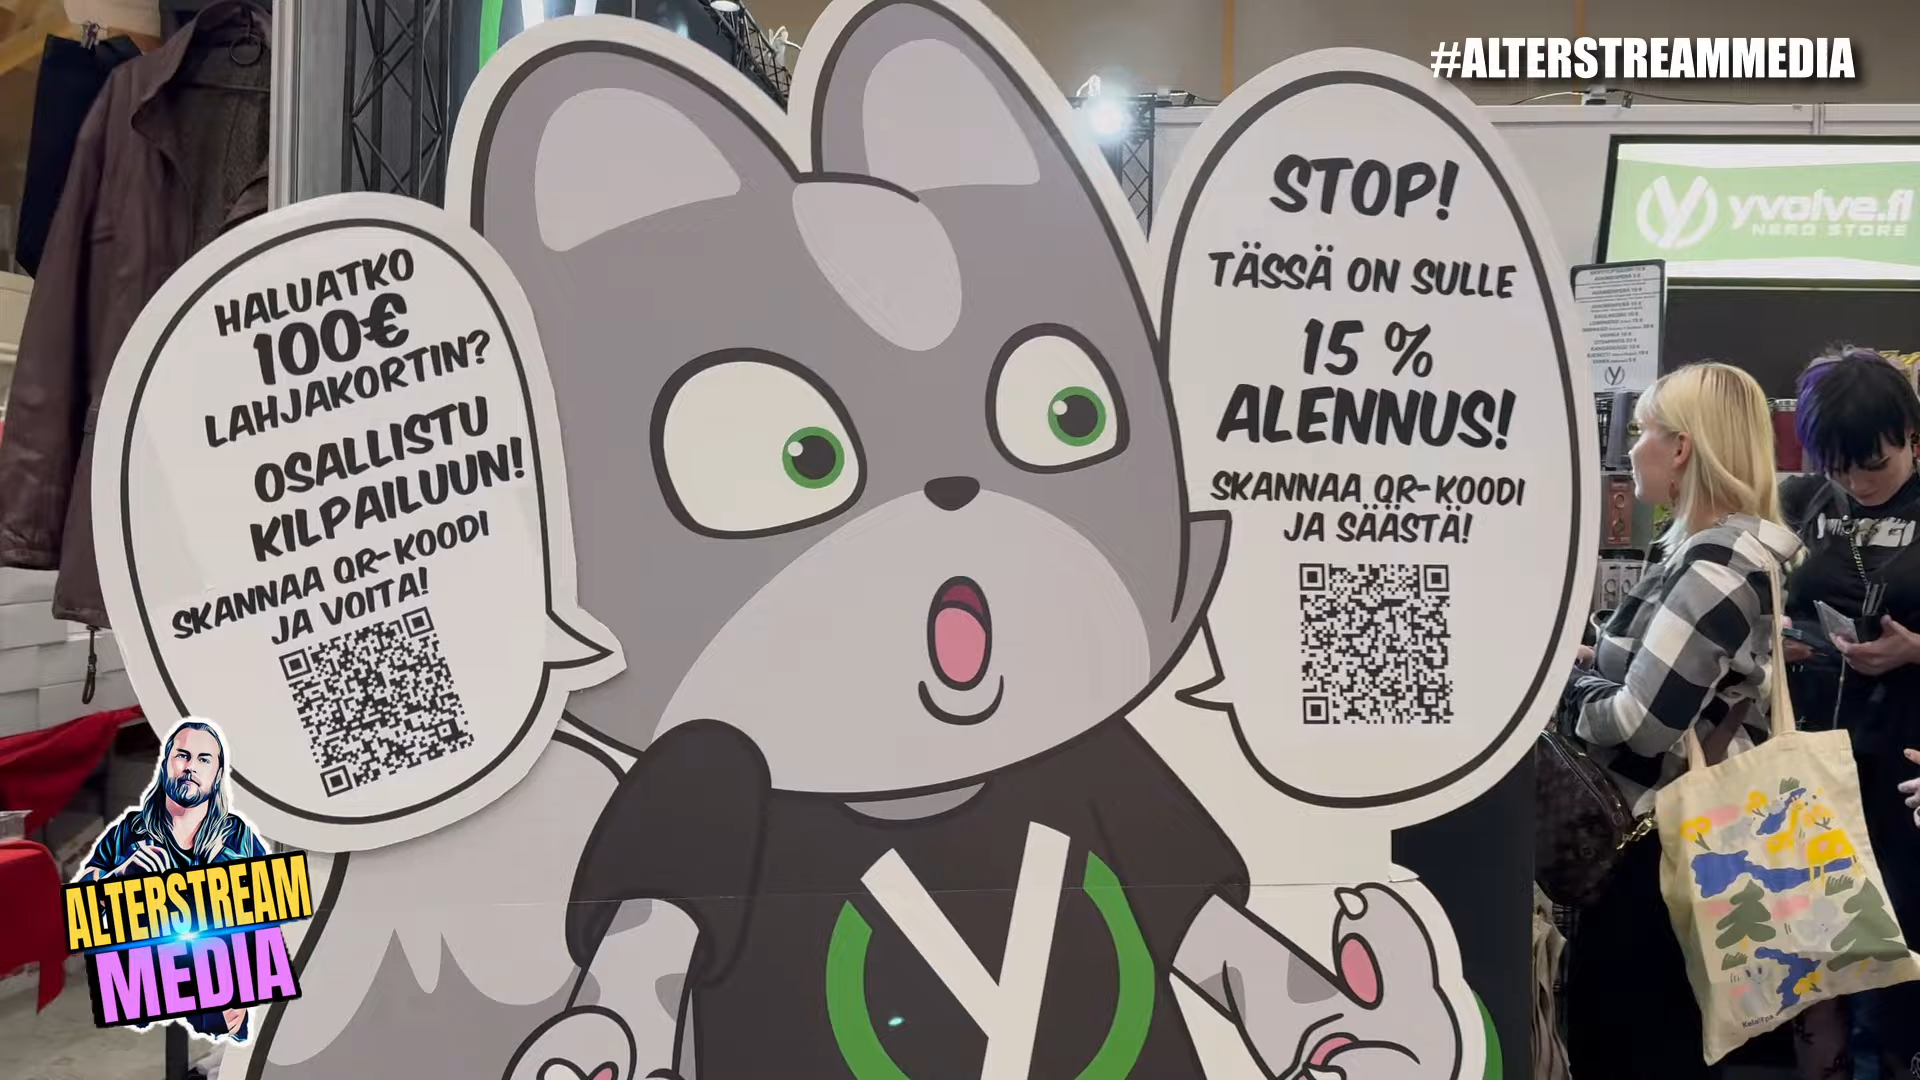 #ALTERSTREAMMEDIA
HALUATKO
100€
LAHJAKORTIN?
OSALLISTU
KILPAILUUN!
SKANNAA QR-KOODI
JA VOITA!
STOP!
TÄSSÄ ON SULLE
15 %
ALENNUS!
SKANNAA QR-KOODI
JA SÄÄSTÄ!
yvolve.fi
NERD STORE
ALTERSTREAM
MEDIA
Y